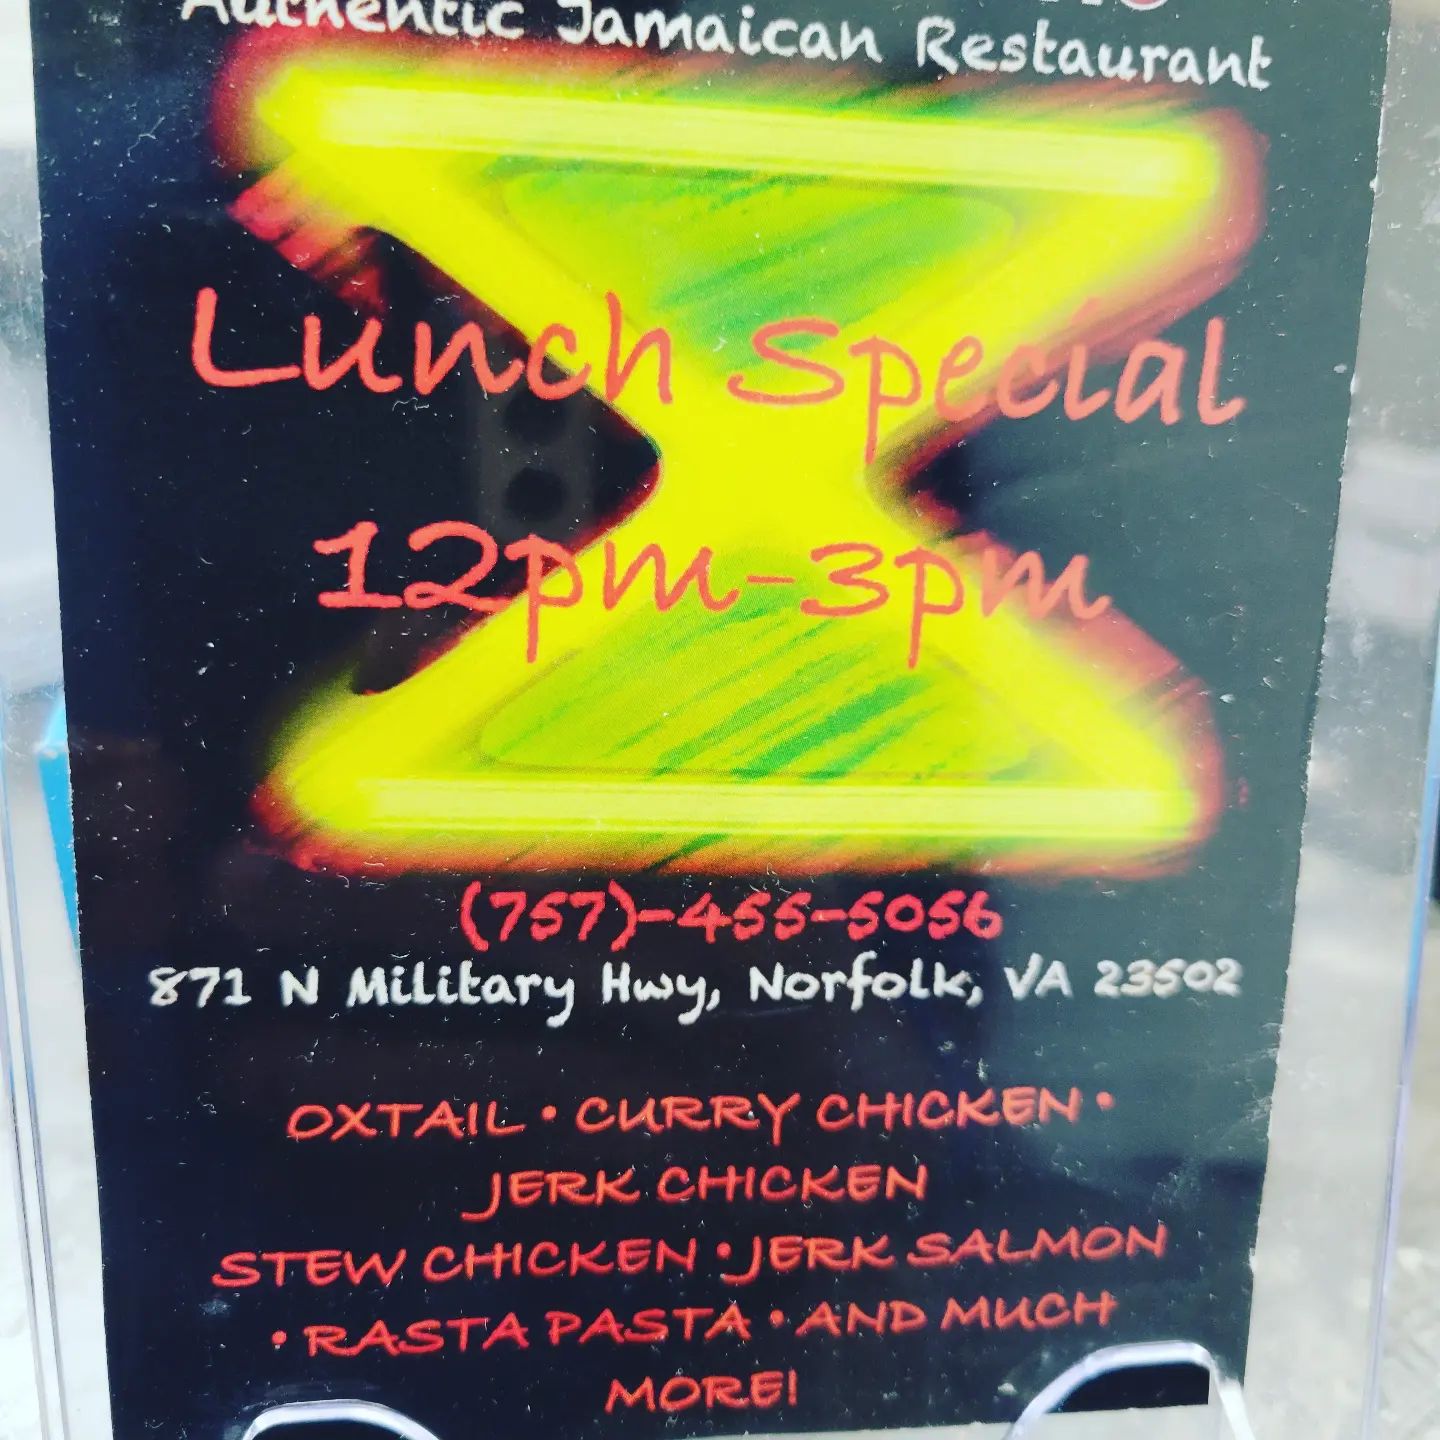 Authentic Jamaican Restaurant
Lunch Special
12pm-3pm
(757)-455-5056
871 N Military Hwy, Norfolk, VA 23502
OXTAIL • CURRY CHICKEN •
JERK CHICKEN
STEW CHICKEN • JERK SALMON
• RASTA PASTA • AND MUCH
MORE!